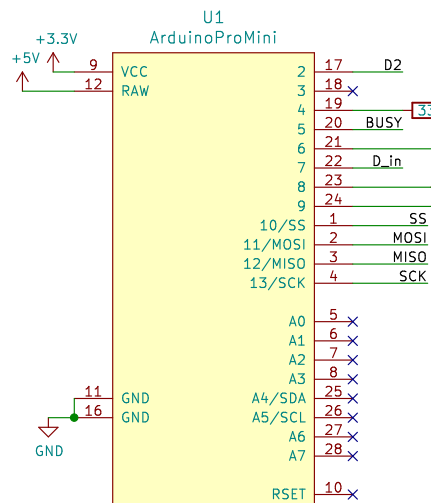 U1
ArduinoProMini
+3.3V
+5V
9 VCC 2 17 D2
12 RAW 3 18
4 19 33
5 20 BUSY
6 21
7 22 D_in
8 23
9 24
10/SS 1 SS
11/MOSI 2 MOSI
12/MISO 3 MISO
13/SCK 4 SCK
A0 5
A1 6
A2 7
A3 8
11 GND A4/SDA 25
16 GND A5/SCL 26
GND
A6 27
A7 28
RSET 10